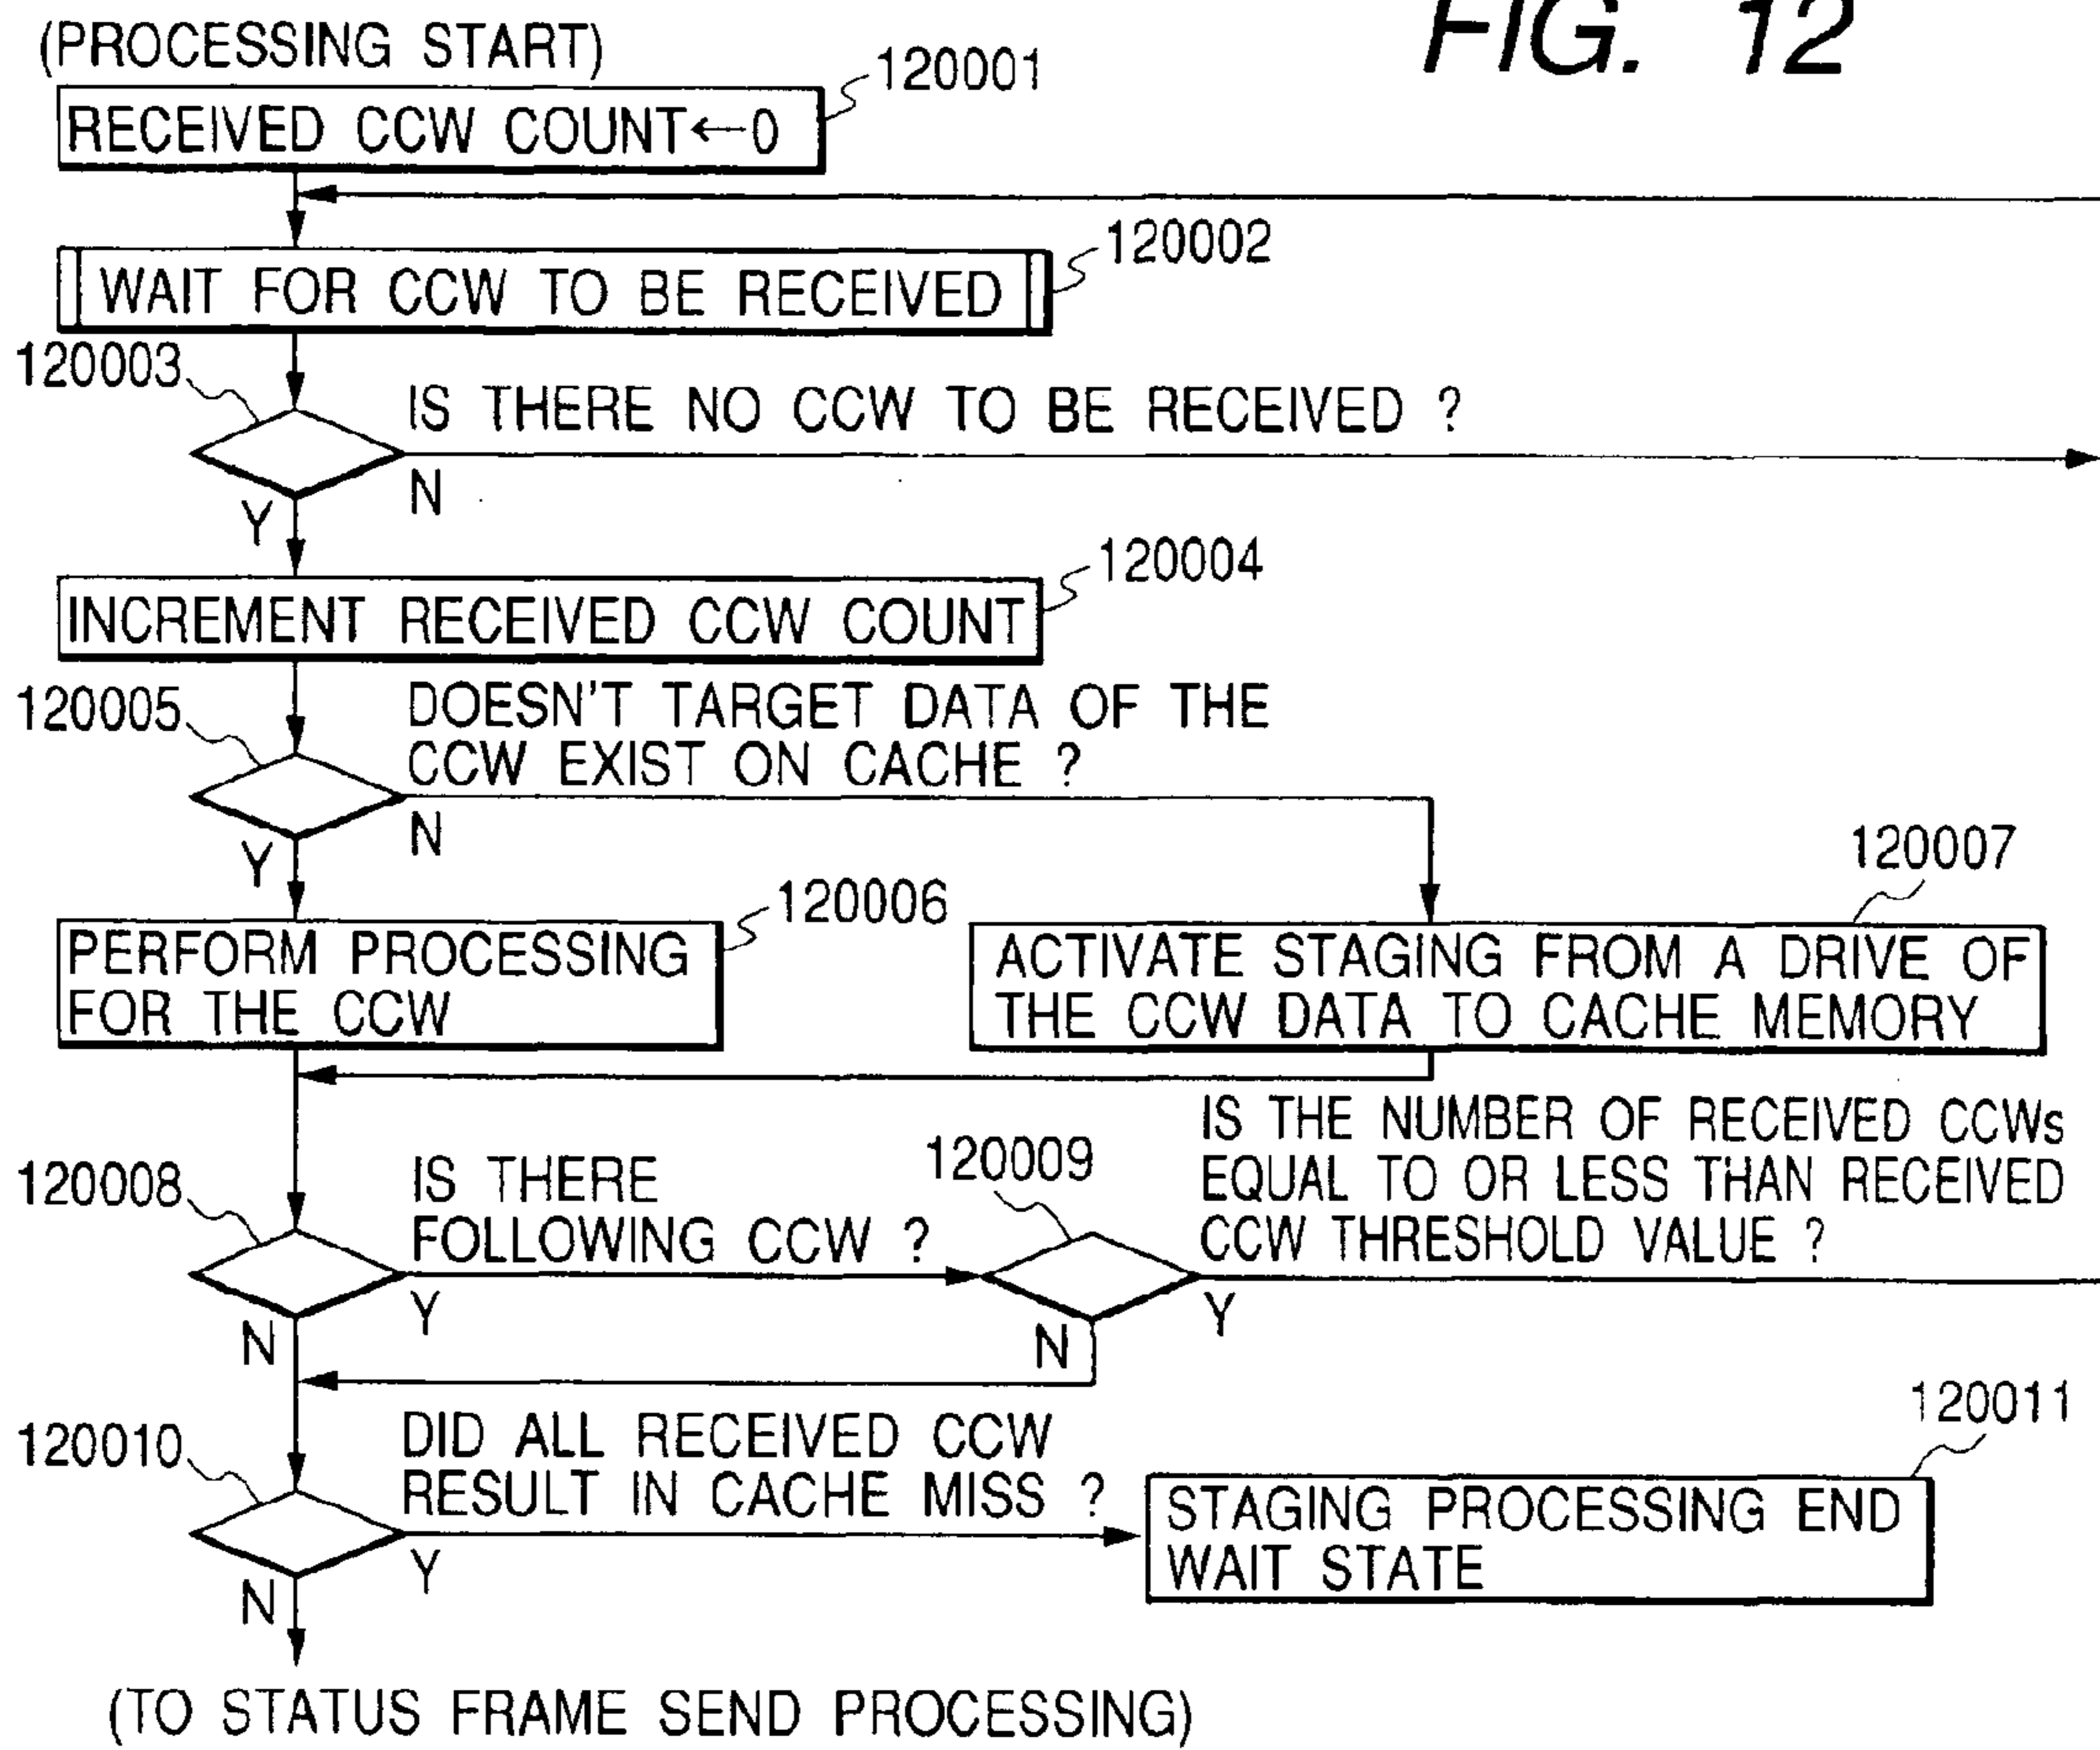 FIG. 12
(PROCESSING START)
120001
RECEIVED CCW COUNT←0
120002
WAIT FOR CCW TO BE RECEIVED
120003
IS THERE NO CCW TO BE RECEIVED ?
N
Y
120004
INCREMENT RECEIVED CCW COUNT
120005
DOESN'T TARGET DATA OF THE
CCW EXIST ON CACHE ?
N
Y
120006
PERFORM PROCESSING
FOR THE CCW
120007
ACTIVATE STAGING FROM A DRIVE OF
THE CCW DATA TO CACHE MEMORY
120008
IS THERE
FOLLOWING CCW ?
Y
N
120009
IS THE NUMBER OF RECEIVED CCWs
EQUAL TO OR LESS THAN RECEIVED
CCW THRESHOLD VALUE ?
Y
N
120010
DID ALL RECEIVED CCW
RESULT IN CACHE MISS ?
Y
N
120011
STAGING PROCESSING END
WAIT STATE
(TO STATUS FRAME SEND PROCESSING)